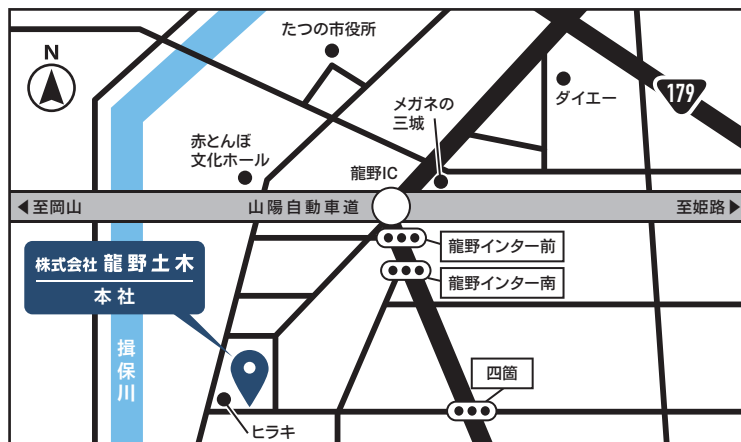 たつの市役所
N
ダイエー
179
メガネの
三城
赤とんぼ
文化ホール
龍野IC
◀至岡山
山陽自動車道
至姫路▶
龍野インター前
株式会社 龍野土木
本社
龍野インター南
揖保川
四箇
ヒラキ